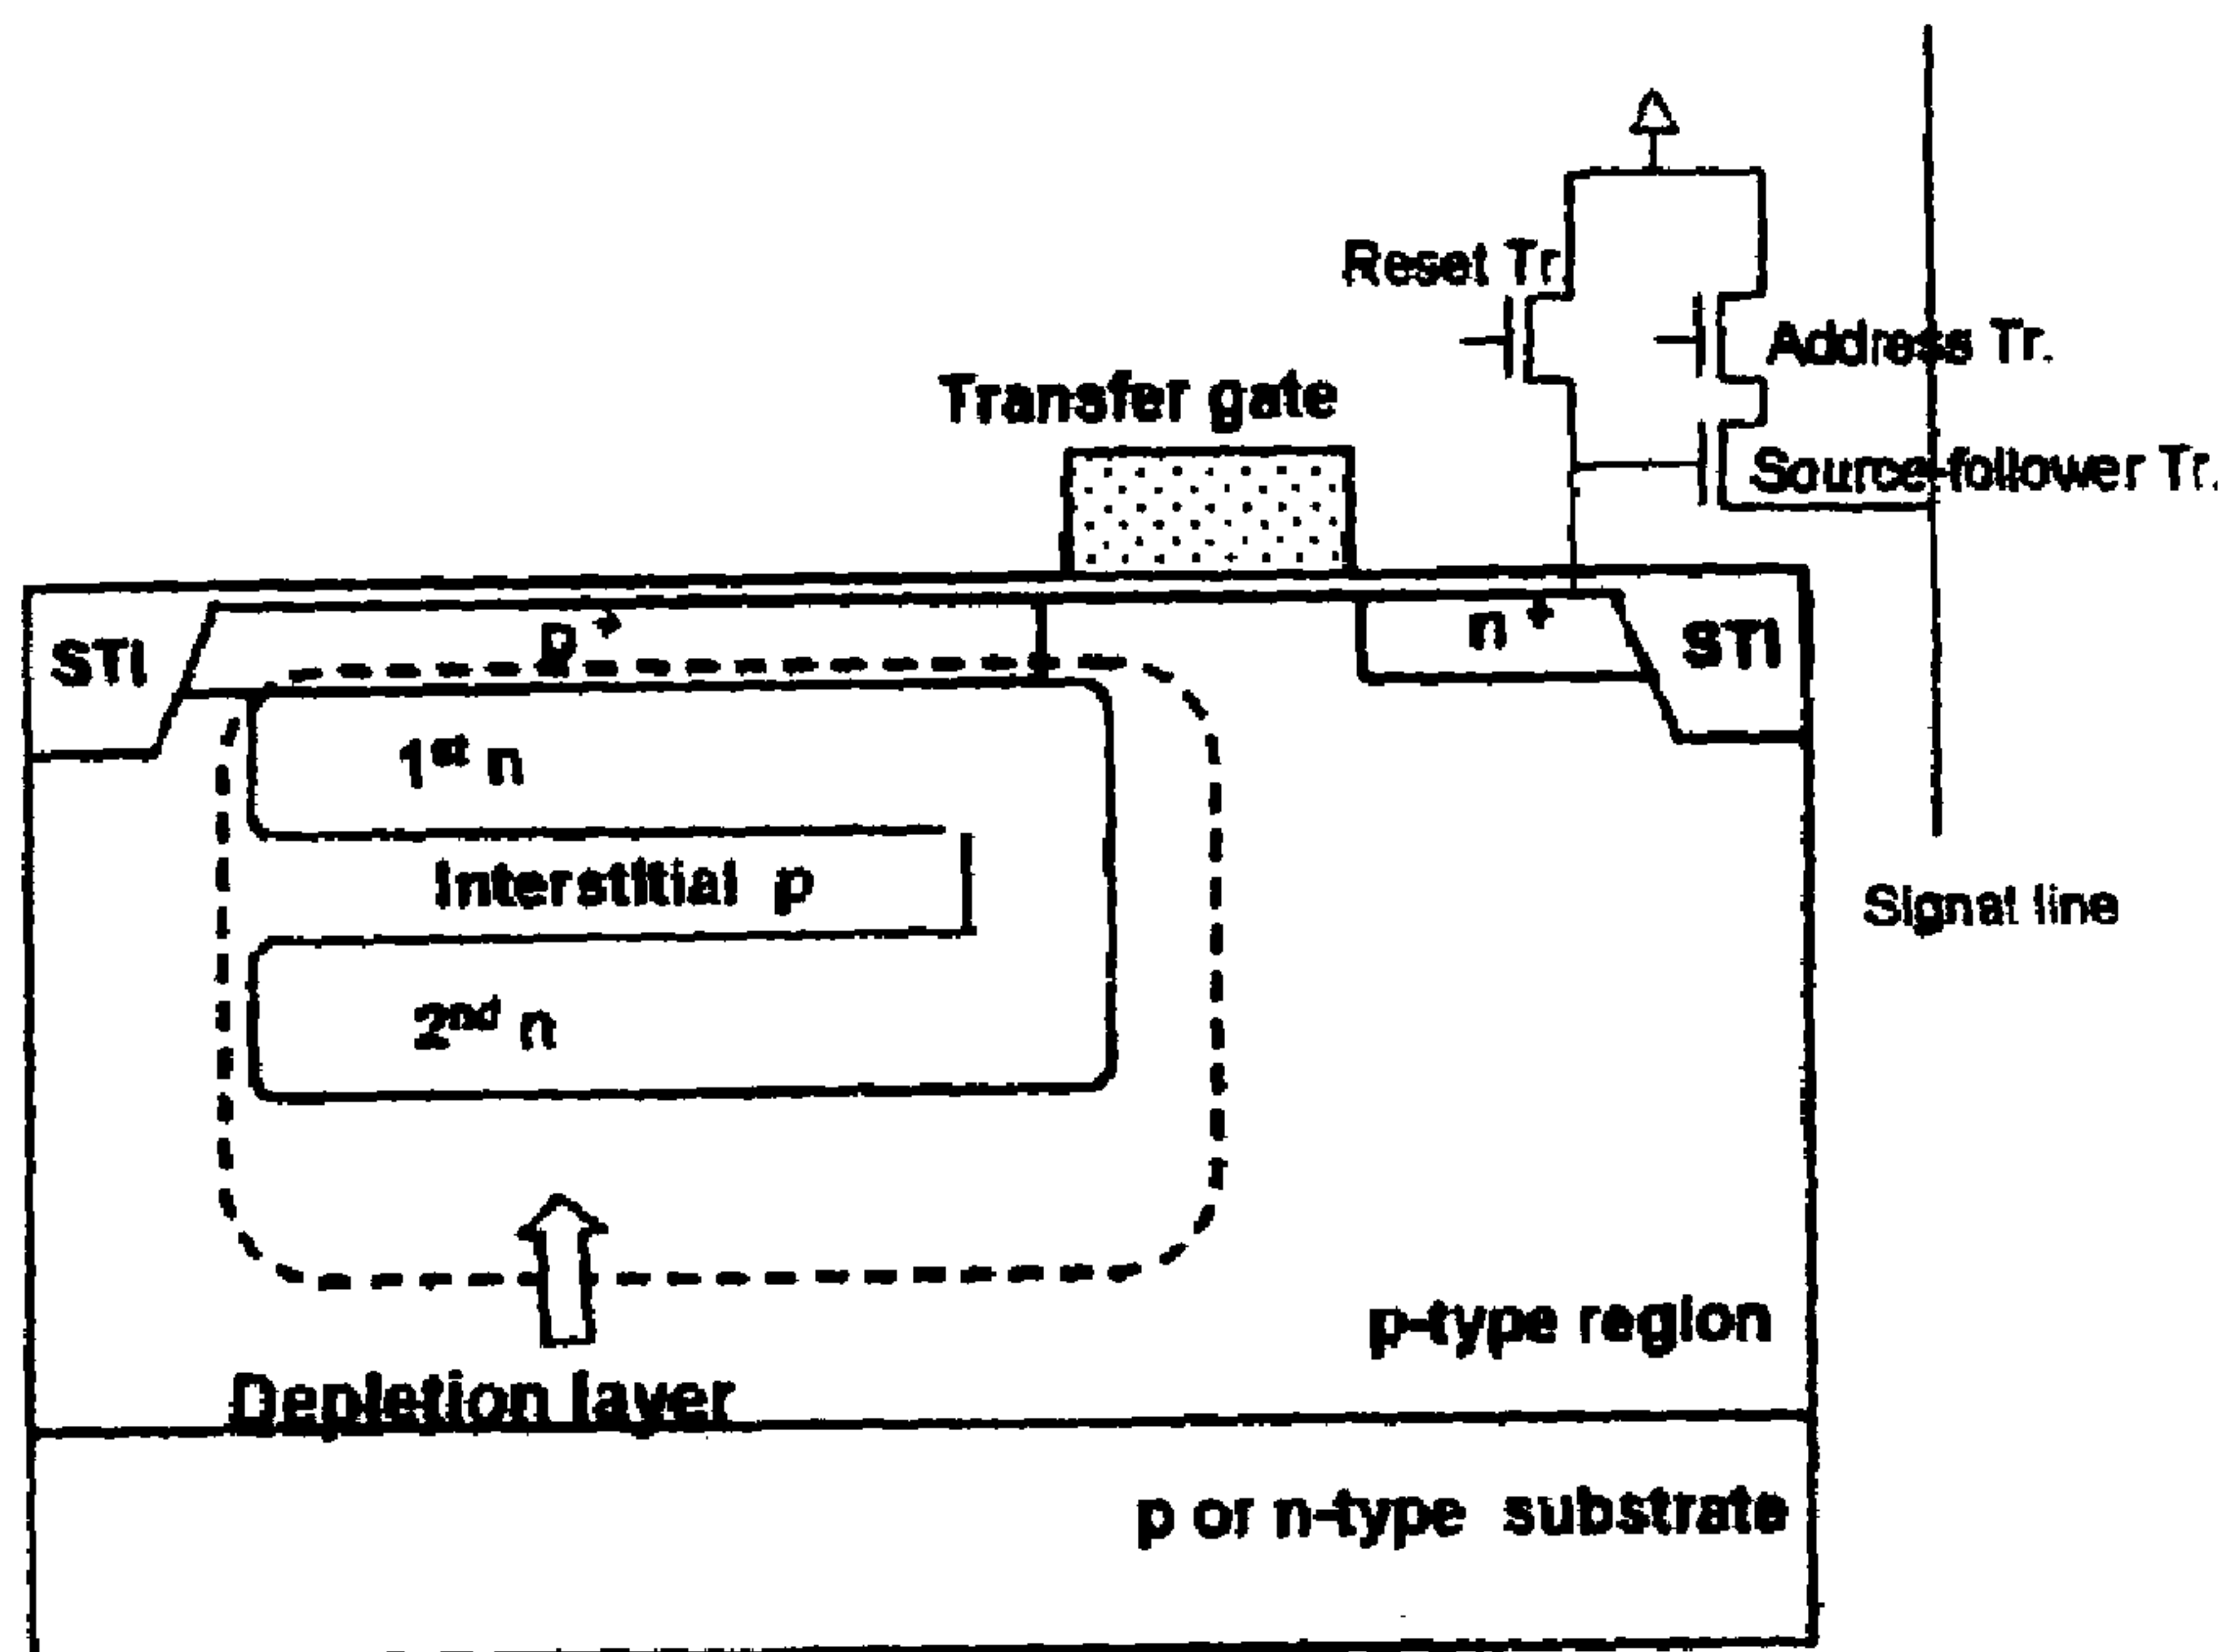 Reset Tr.
Address Tr.
Transfer gate
Source-follower Tr.
STI
p+
n+
STI
1st n
Interstitial p
Signal line
2nd n
p-type region
Depletion layer
p or n-type substrate